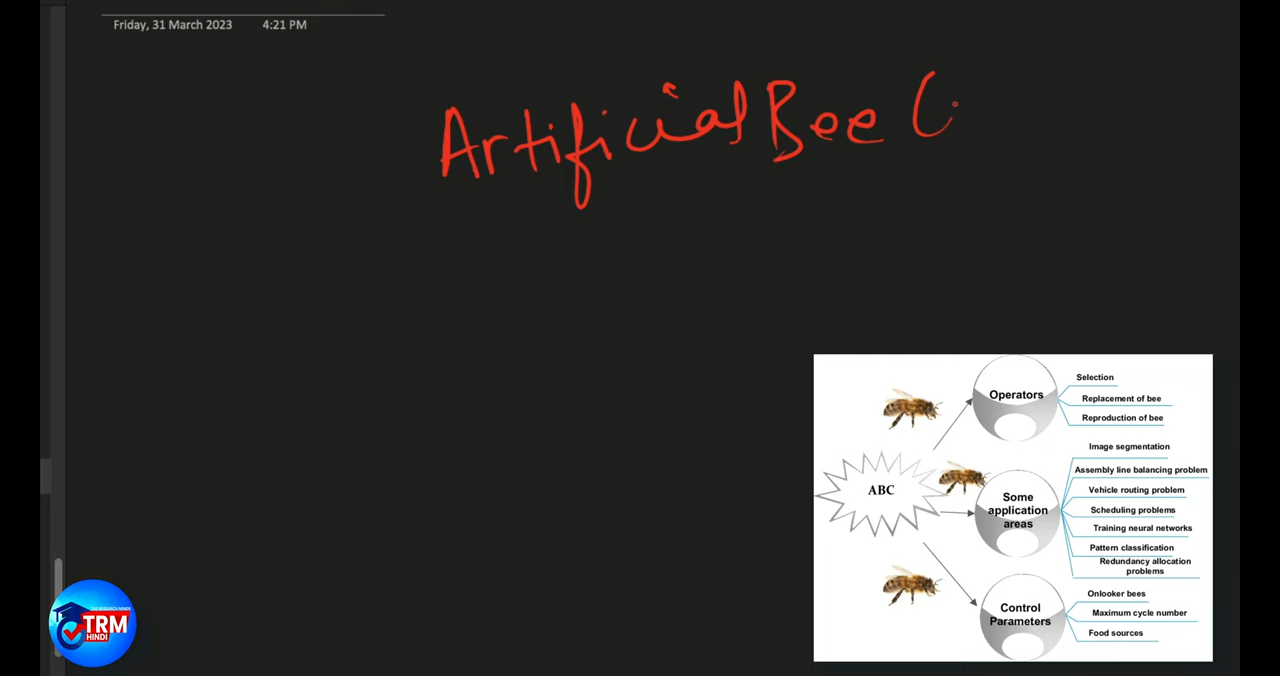 Friday, 31 March 2023 4:21 PM
Artificial Bee C
Operators
Selection
Replacement of bee
Reproduction of bee
ABC
Some
application
areas
Image segmentation
Assembly line balancing problem
Vehicle routing problem
Scheduling problems
Training neural networks
Pattern classification
Redundancy allocation
problems
Control
Parameters
Onlooker bees
Maximum cycle number
Food sources
TRM
HINDI